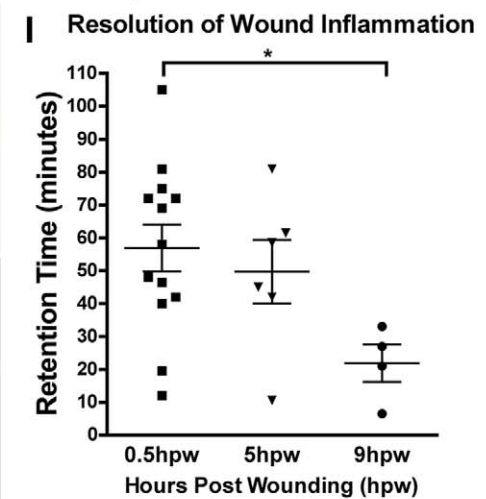 I
Resolution of Wound Inflammation
*
Retention Time (minutes)
110
100
90
80
70
60
50
40
30
20
10
0
0.5hpw 5hpw 9hpw
Hours Post Wounding (hpw)